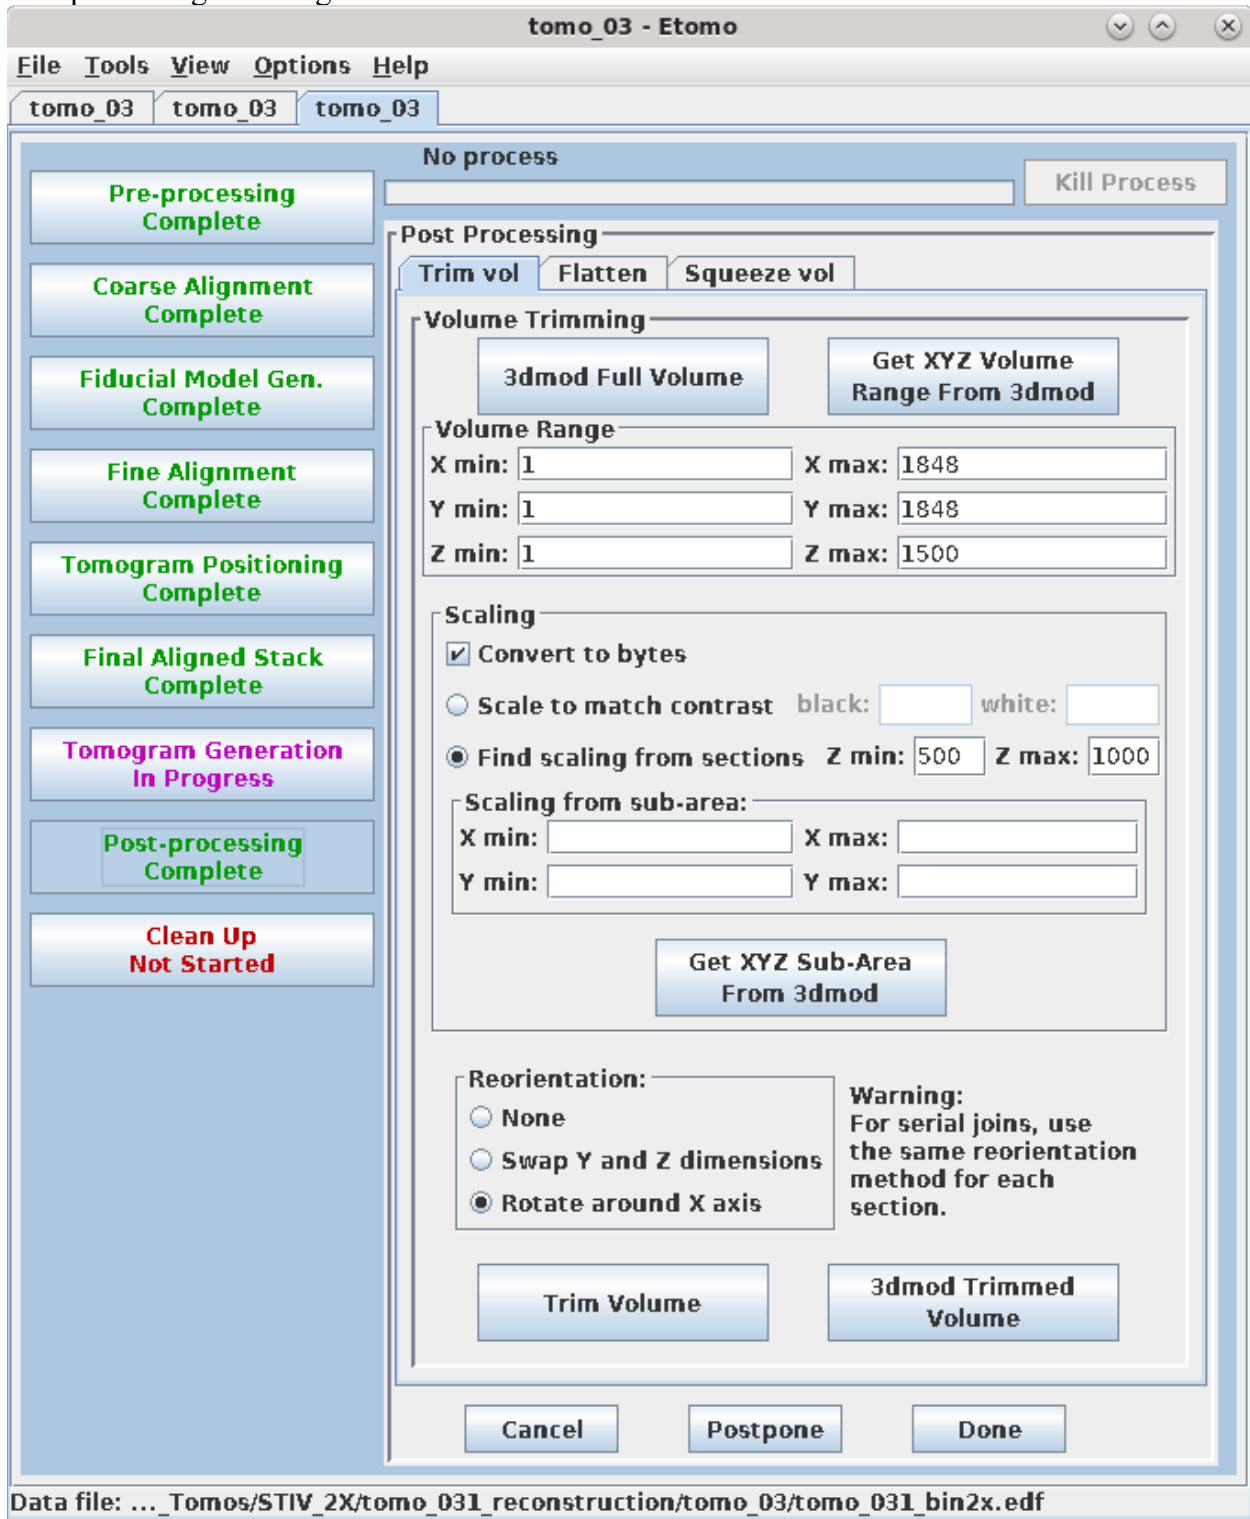 tomo_03 - Etomo
File Tools View Options Help
tomo_03 tomo_03 tomo_03
No process
Kill Process
Pre-processing
Complete
Coarse Alignment
Complete
Fiducial Model Gen.
Complete
Fine Alignment
Complete
Tomogram Positioning
Complete
Final Aligned Stack
Complete
Tomogram Generation
In Progress
Post-processing
Complete
Clean Up
Not Started
Post Processing
Trim vol Flatten Squeeze vol
Volume Trimming
3dmod Full Volume
Get XYZ Volume
Range From 3dmod
Volume Range
X min: 1 X max: 1848
Y min: 1 Y max: 1848
Z min: 1 Z max: 1500
Scaling
Convert to bytes
Scale to match contrast black: white:
Find scaling from sections Z min: 500 Z max: 1000
Scaling from sub-area:
X min: X max:
Y min: Y max:
Get XYZ Sub-Area
From 3dmod
Reorientation:
None
Swap Y and Z dimensions
Rotate around X axis
Warning:
For serial joins, use
the same reorientation
method for each
section.
Trim Volume
3dmod Trimmed
Volume
Cancel Postpone Done
Data file: ..._Tomos/STIV_2X/tomo_031_reconstruction/tomo_03/tomo_031_bin2x.edf